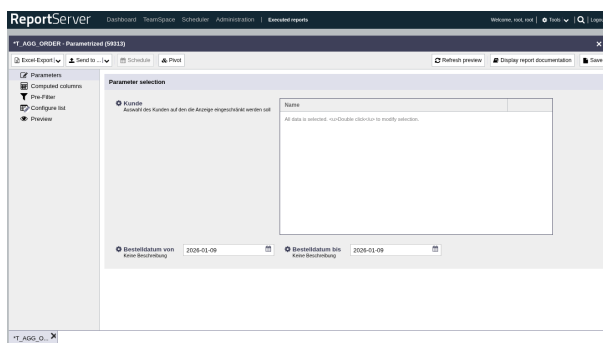 ReportServer Dashboard TeamSpace Scheduler Administration | Executed reports Welcome, root, root | Tools | Logou
*T_AGG_ORDER - Parametrized (59313)
Excel-Export Send to ... Schedule Pivot Refresh preview Display report documentation Save
Parameters
Computed columns
Pre-Filter
Configure list
Preview
Parameter selection
Kunde
Auswahl des Kunden auf den die Anzeige eingeschränkt werden soll
Name
All data is selected. <u>Double click</u> to modify selection.
Bestelldatum von 2026-01-09 Bestelldatum bis 2026-01-09
Keine Beschreibung Keine Beschreibung
*T_AGG_O...